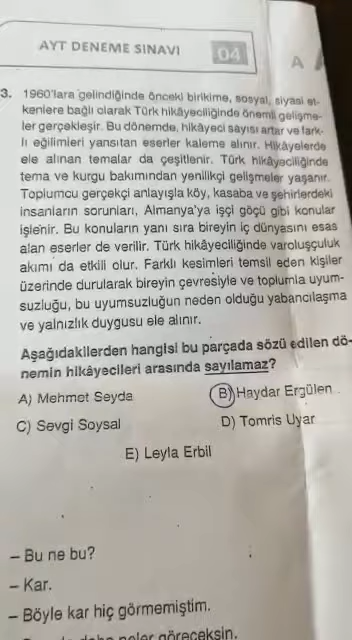 AYT DENEME SINAVI
04
A
3. 1960'lara gelindiğinde önceki birikime, sosyal, siyasi et-
kenlere bağlı olarak Türk hikâyeciliğinde önemli gelişme-
ler gerçekleşir. Bu dönemde, hikâyeci sayısı artar ve fark-
lı eğilimleri yansıtan eserler kaleme alınır. Hikâyelerde
ele alınan temalar da çeşitlenir. Türk hikâyeciliğinde
tema ve kurgu bakımından yenilikçi gelişmeler yaşanır.
Toplumcu gerçekçi anlayışla köy, kasaba ve şehirlerdeki
insanların sorunları, Almanya'ya işçi göçü gibi konular
işlenir. Bu konuların yanı sıra bireyin iç dünyasını esas
alan eserler de verilir. Türk hikâyeciliğinde varoluşçuluk
akımı da etkili olur. Farklı kesimleri temsil eden kişiler
üzerinde durularak bireyin çevresiyle ve toplumla uyum-
suzluğu, bu uyumsuzluğun neden olduğu yabancılaşma
ve yalnızlık duygusu ele alınır.
Aşağıdakilerden hangisi bu parçada sözü edilen dö-
nemin hikâyecileri arasında sayılamaz?
A) Mehmet Seyda B) Haydar Ergülen
C) Sevgi Soysal D) Tomris Uyar
E) Leyla Erbil
– Bu ne bu?
– Kar.
– Böyle kar hiç görmemiştim.
daha neler göreceksin.